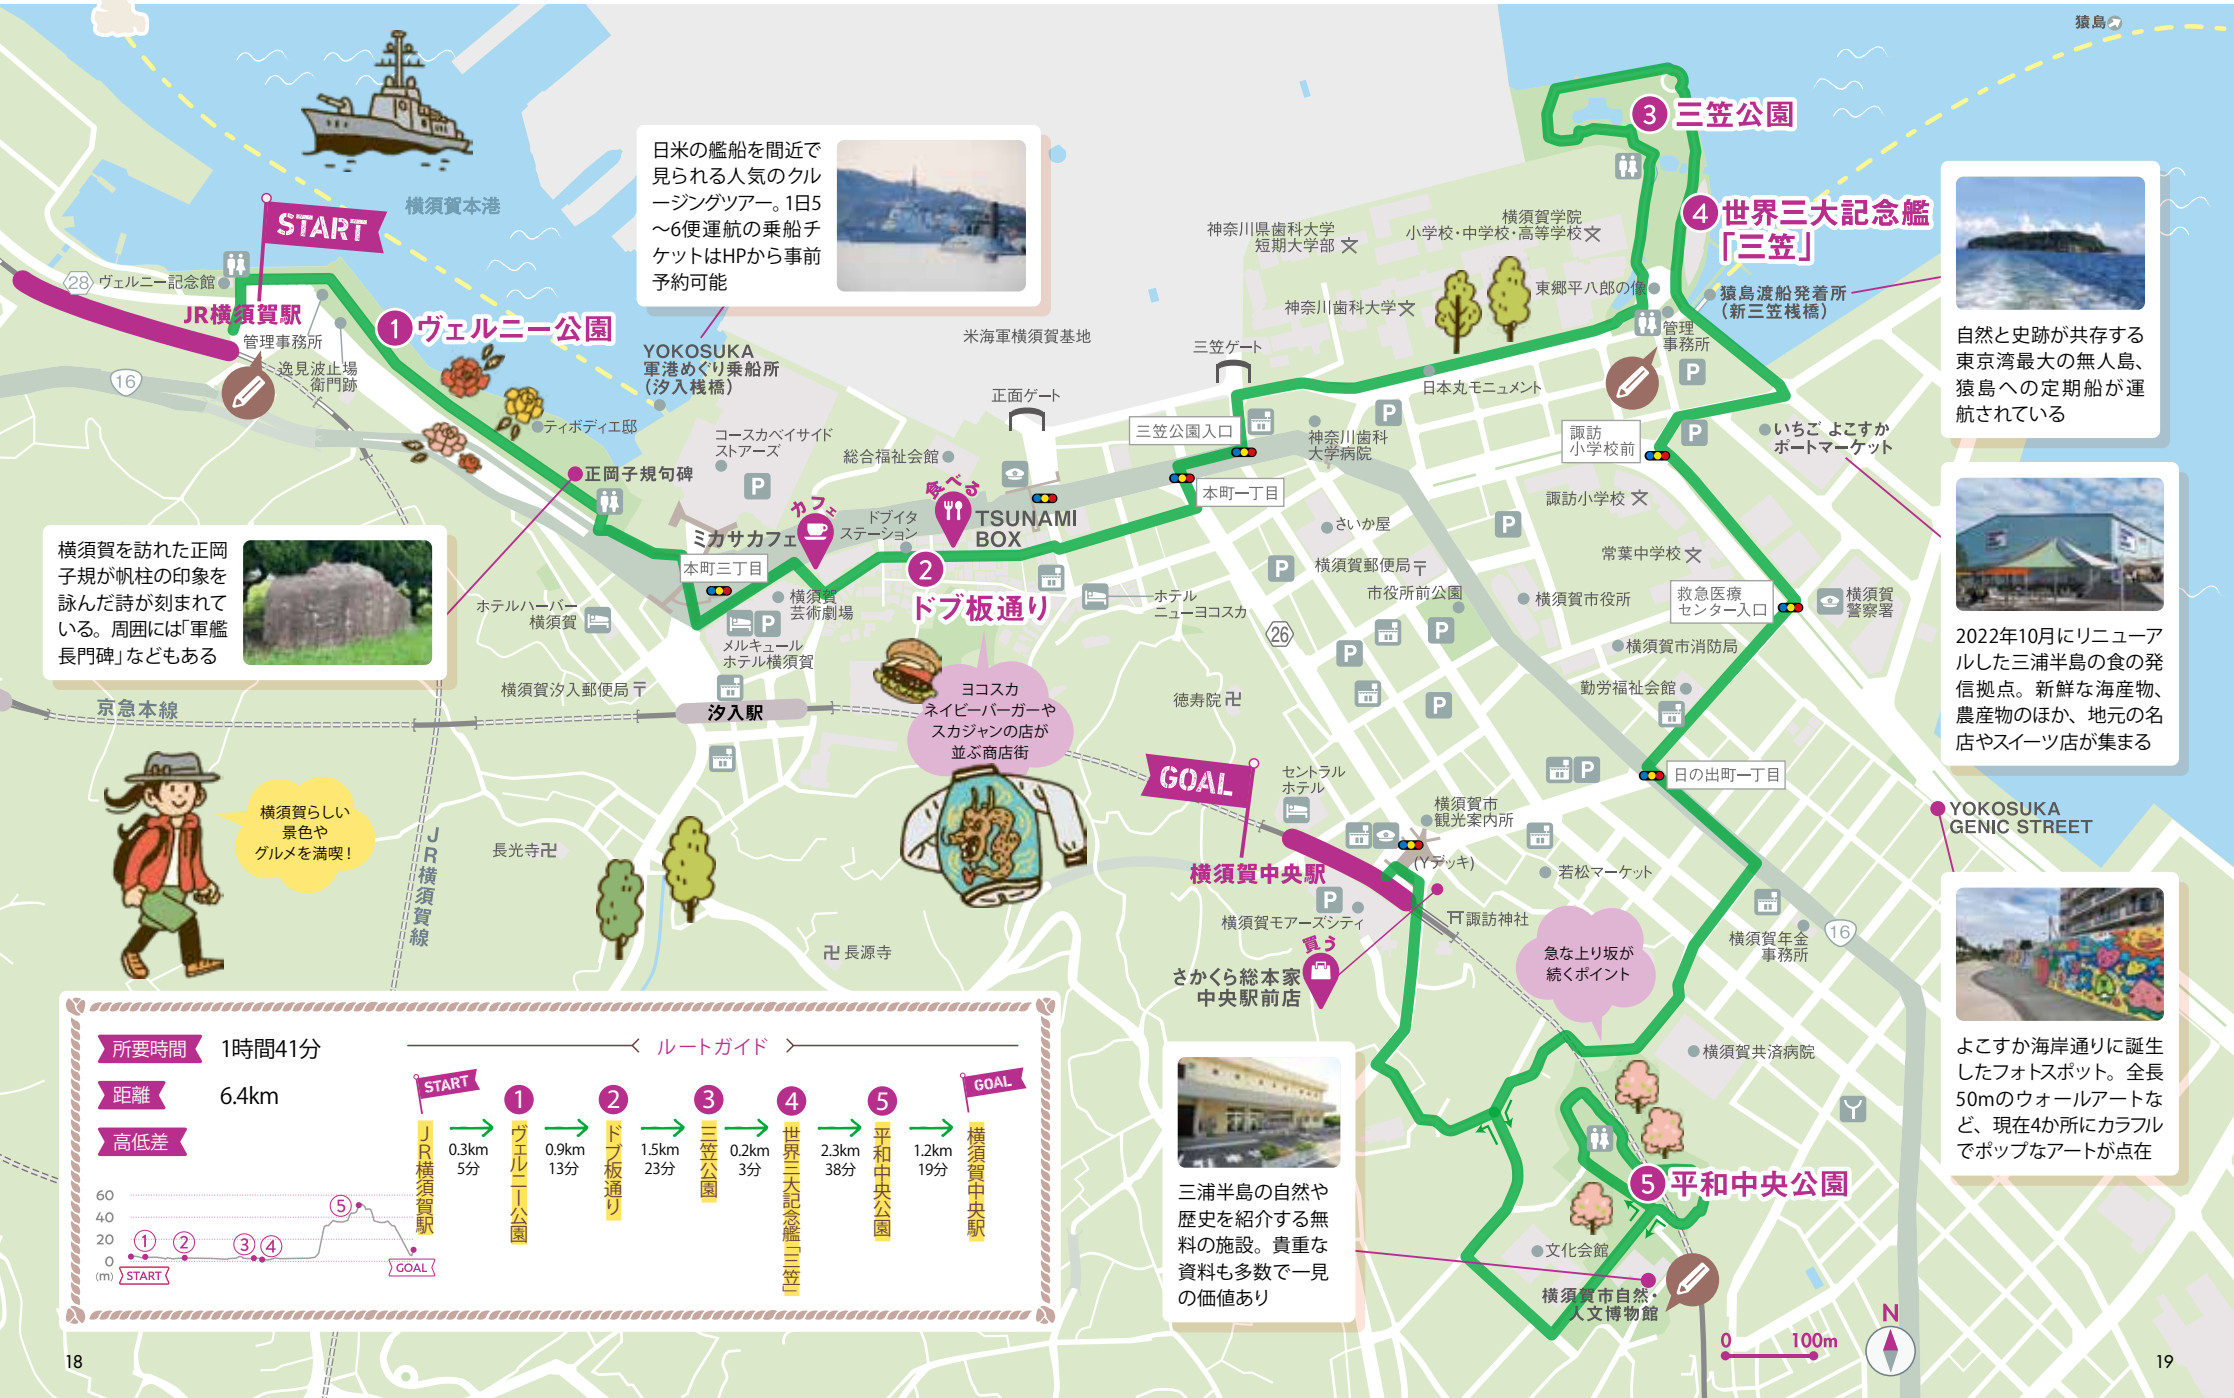 猿島
横須賀本港
START
28
ヴェルニー記念館
JR横須賀駅
管理事務所
逸見波止場
衛門跡
16
1 ヴェルニー公園
ティボディエ邸
正岡子規句碑
日米の艦船を間近で
見られる人気のクル
ージングツアー。1日5
～6便運航の乗船チ
ケットはHPから事前
予約可能
YOKOSUKA
軍港めぐり乗船所
(汐入桟橋)
米海軍横須賀基地
正面ゲート
三笠ゲート
コースカベイサイド
ストアーズ
P
総合福祉会館
カフェ
ミカサカフェ
ドブイタ
ステーション
食べる
TSUNAMI
BOX
本町三丁目
横須賀
芸術劇場
P
メルキュール
ホテル横須賀
ホテルハーバー
横須賀
横須賀汐入郵便局
汐入駅
京急本線
2
ドブ板通り
ヨコスカ
ネイビーバーガーや
スカジャンの店が
並ぶ商店街
ホテル
ニューヨコスカ
横須賀を訪れた正岡
子規が帆柱の印象を
詠んだ詩が刻まれて
いる。周囲には「軍艦
長門碑」などもある
横須賀らしい
景色や
グルメを満喫！
JR横須賀線
長光寺
長源寺
徳寿院
三笠公園入口
本町一丁目
神奈川歯科
大学病院
P
日本丸モニュメント
神奈川県歯科大学
短期大学部
横須賀学院
小学校・中学校・高等学校
神奈川歯科大学
東郷平八郎の像
3 三笠公園
4 世界三大記念艦
「三笠」
猿島渡船発着所
(新三笠桟橋)
管理
事務所
P
P
自然と史跡が共存する
東京湾最大の無人島、
猿島への定期船が運
航されている
諏訪
小学校前
いちご よこすか
ポートマーケット
諏訪小学校
常葉中学校
さいか屋
P
P
横須賀郵便局
市役所前公園
横須賀市役所
救急医療
センター入口
横須賀
警察署
26
P
P
P
横須賀市消防局
勤労福祉会館
2022年10月にリニューア
ルした三浦半島の食の発
信拠点。新鮮な海産物、
農産物のほか、地元の名
店やスイーツ店が集まる
日の出町一丁目
P
GOAL
セントラル
ホテル
横須賀市
観光案内所
(Yデッキ)
横須賀中央駅
若松マーケット
YOKOSUKA
GENIC STREET
P
横須賀モアーズシティ
諏訪神社
買う
さかくら総本家
中央駅前店
急な上り坂が
続くポイント
横須賀年金
事務所
16
横須賀共済病院
よこすか海岸通りに誕生
したフォトスポット。全長
50mのウォールアートな
ど、現在4か所にカラフル
でポップなアートが点在
5 平和中央公園
文化会館
横須賀市自然・
人文博物館
三浦半島の自然や
歴史を紹介する無
料の施設。貴重な
資料も多数で一見
の価値あり
所要時間 1時間41分
距離 6.4km
高低差
60
40
20
0
(m)
START
1
2
3
4
5
GOAL
ルートガイド
START
JR横須賀駅
0.3km
5分
1
ヴェルニー公園
0.9km
13分
2
ドブ板通り
1.5km
23分
3
三笠公園
0.2km
3分
4
世界三大記念艦「三笠」
2.3km
38分
5
平和中央公園
1.2km
19分
GOAL
横須賀中央駅
N
0 100m
18
19